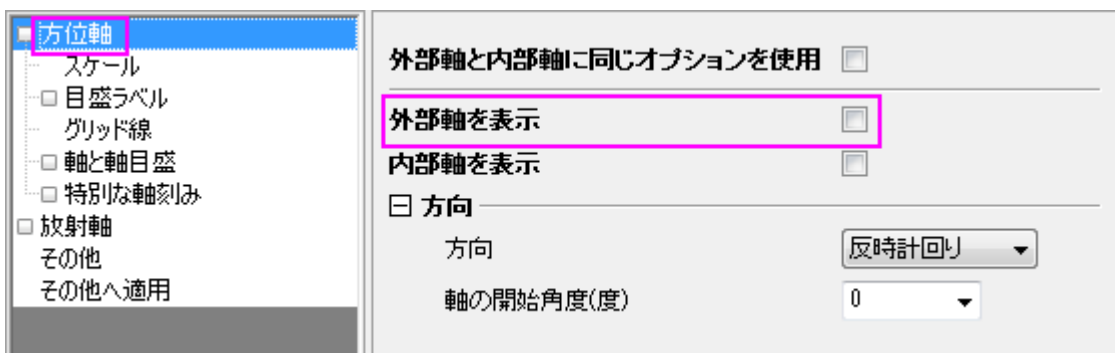 方位軸
スケール
目盛ラベル
グリッド線
軸と軸目盛
特別な軸刻み
放射軸
その他
その他へ適用
外部軸と内部軸に同じオプションを使用
外部軸を表示
内部軸を表示
方向
方向 反時計回り
軸の開始角度(度) 0